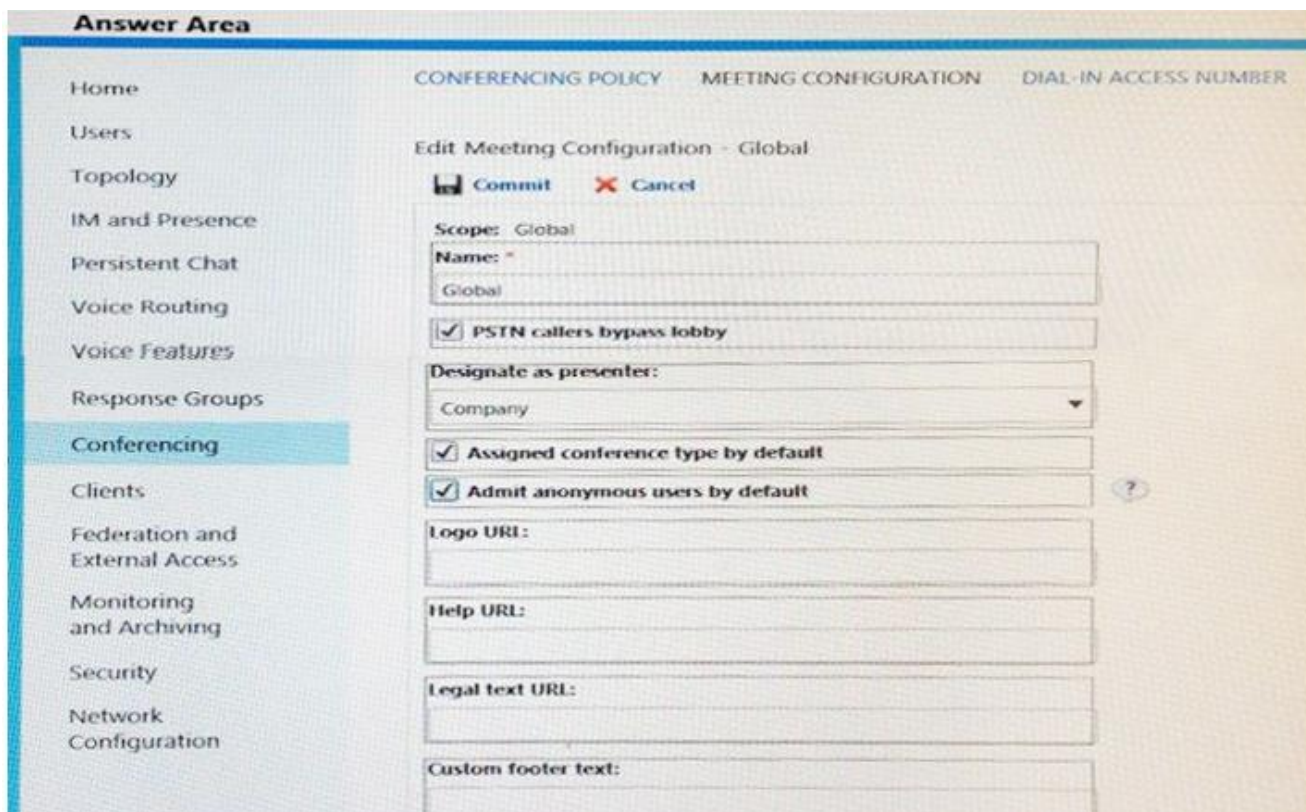 Answer Area
Home
Users
Topology
IM and Presence
Persistent Chat
Voice Routing
Voice Features
Response Groups
Conferencing
Clients
Federation and
External Access
Monitoring
and Archiving
Security
Network
Configuration
CONFERENCING POLICY MEETING CONFIGURATION DIAL-IN ACCESS NUMBER
Edit Meeting Configuration - Global
Commit Cancel
Scope: Global
Name: *
Global
PSTN callers bypass lobby
Designate as presenter:
Company
Assigned conference type by default
Admit anonymous users by default
?
Logo URL:
Help URL:
Legal text URL:
Custom footer text: